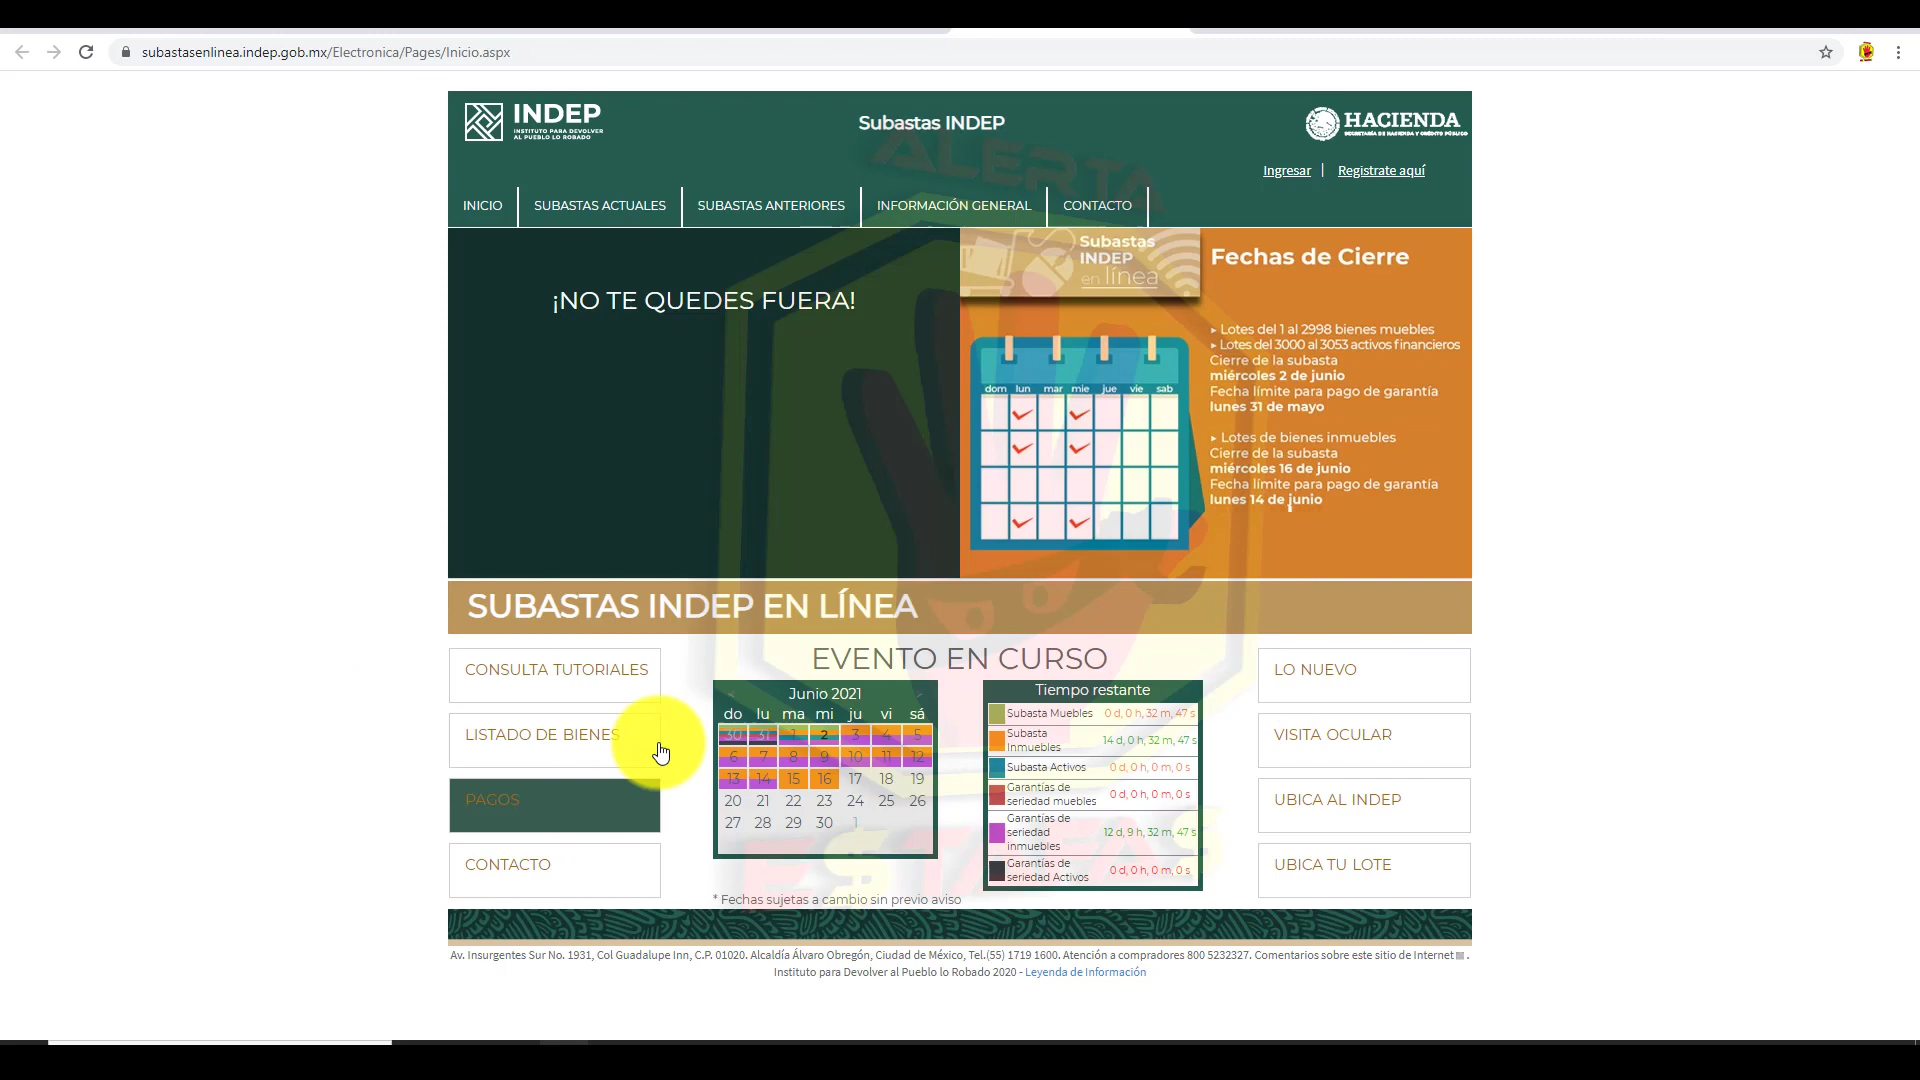 subastasenlinea.indep.gob.mx/Electronica/Pages/Inicio.aspx
INDEP
INSTITUTO PARA DEVOLVER
AL PUEBLO LO ROBADO
Subastas INDEP
HACIENDA
SECRETARÍA DE HACIENDA Y CRÉDITO PÚBLICO
Ingresar | Registrate aquí
ALERTA
INICIO
SUBASTAS ACTUALES
SUBASTAS ANTERIORES
INFORMACIÓN GENERAL
CONTACTO
¡NO TE QUEDES FUERA!
Subastas
INDEP
en línea
dom lun mar mie jue vie sab
Fechas de Cierre
▸ Lotes del 1 al 2998 bienes muebles
▸ Lotes del 3000 al 3053 activos financieros
Cierre de la subasta
miércoles 2 de junio
Fecha límite para pago de garantía
lunes 31 de mayo
▸ Lotes de bienes inmuebles
Cierre de la subasta
miércoles 16 de junio
Fecha límite para pago de garantía
lunes 14 de junio
SUBASTAS INDEP EN LÍNEA
CONSULTA TUTORIALES
LISTADO DE BIENES
PAGOS
CONTACTO
EVENTO EN CURSO
< Junio 2021 >
do lu ma mi ju vi sá
30 31 1 2 3 4 5
6 7 8 9 10 11 12
13 14 15 16 17 18 19
20 21 22 23 24 25 26
27 28 29 30 1
Tiempo restante
Subasta Muebles 0 d, 0 h, 32 m, 47 s
Subasta
Inmuebles 14 d, 0 h, 32 m, 47 s
Subasta Activos 0 d, 0 h, 0 m, 0 s
Garantías de
seriedad muebles 0 d, 0 h, 0 m, 0 s
Garantías de
seriedad
inmuebles 12 d, 9 h, 32 m, 47 s
Garantías de
seriedad Activos 0 d, 0 h, 0 m, 0 s
E$TAFA$
* Fechas sujetas a cambio sin previo aviso
LO NUEVO
VISITA OCULAR
UBICA AL INDEP
UBICA TU LOTE
Av. Insurgentes Sur No. 1931, Col Guadalupe Inn, C.P. 01020. Alcaldía Álvaro Obregón, Ciudad de México, Tel.(55) 1719 1600. Atención a compradores 800 5232327. Comentarios sobre este sitio de Internet .
Instituto para Devolver al Pueblo lo Robado 2020 - Leyenda de Información